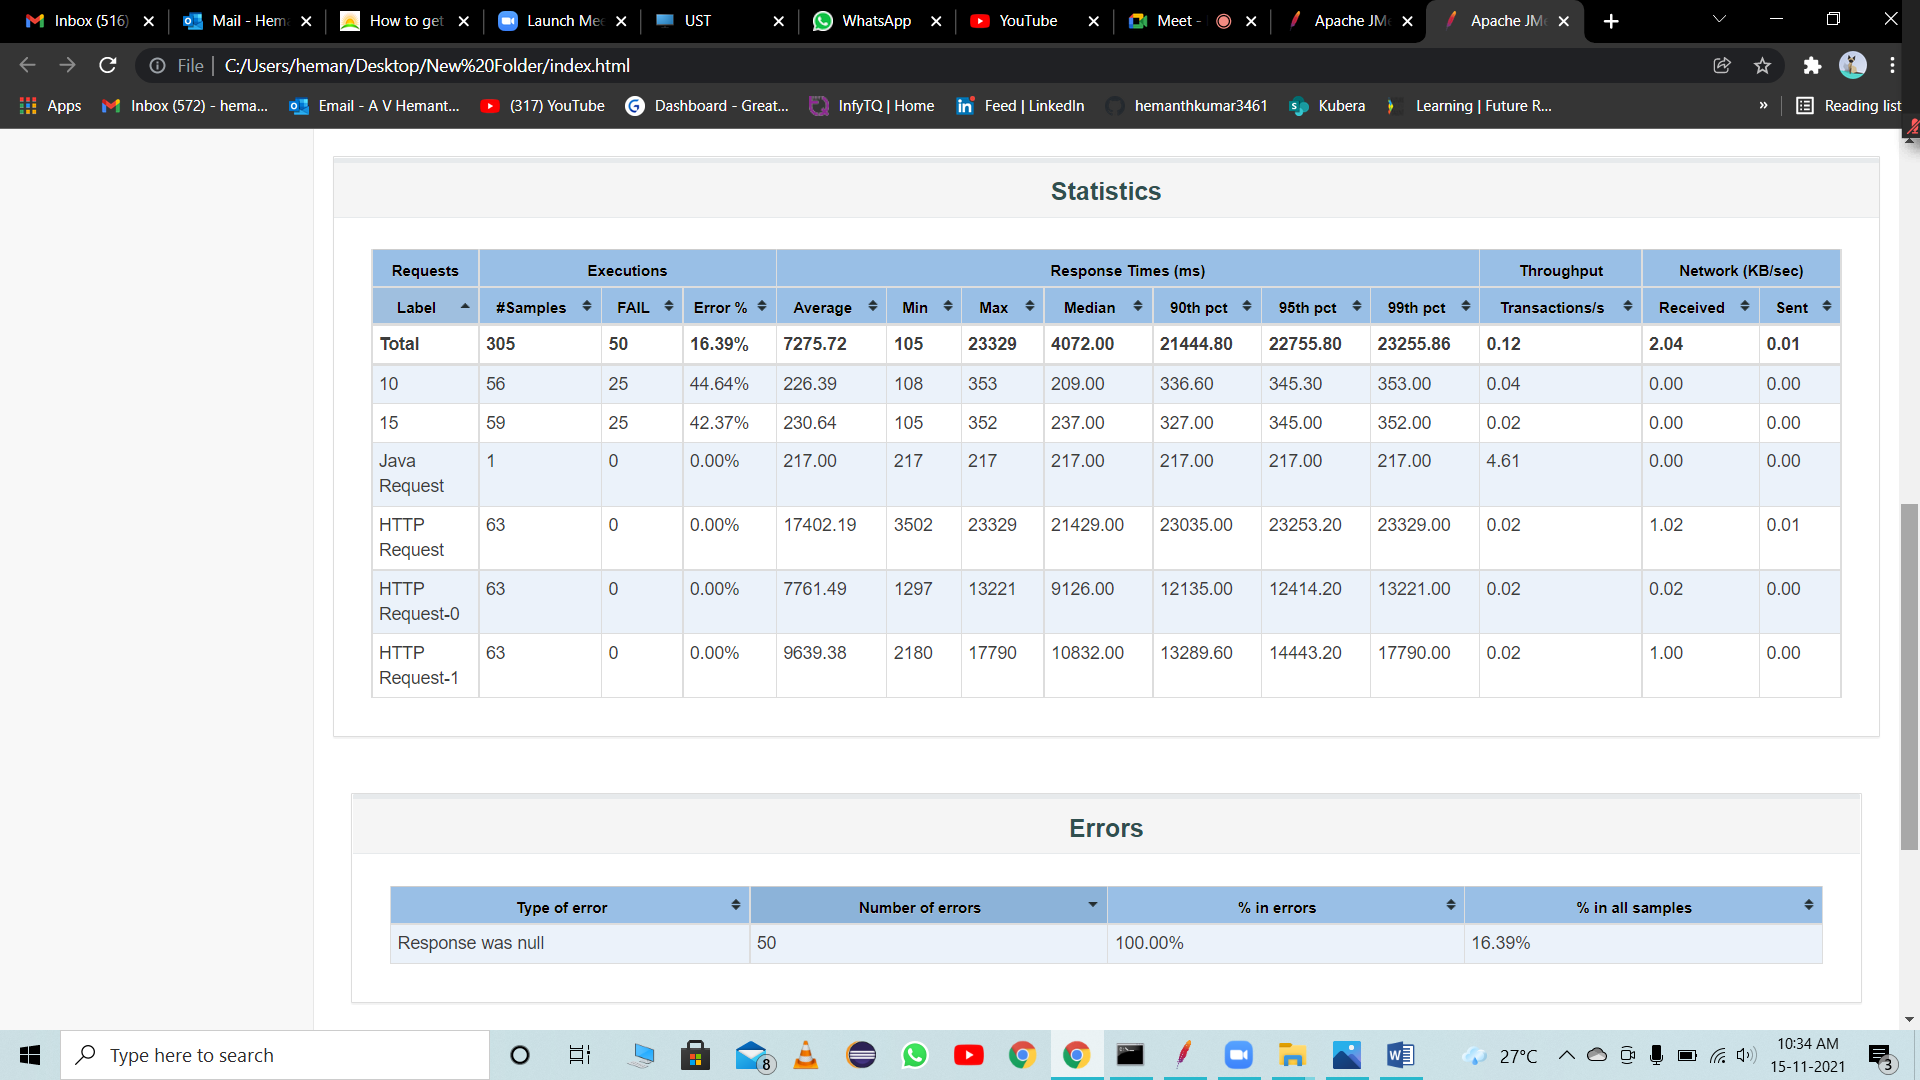 Inbox (516)
Mail - Hem
How to get
Launch Mee
UST
WhatsApp
YouTube
Meet -
Apache JMe
Apache JMe
File
C:/Users/heman/Desktop/New%20Folder/index.html
Apps
Inbox (572) - hema...
Email - A V Hemant...
(317) YouTube
Dashboard - Great...
InfyTQ | Home
Feed | LinkedIn
hemanthkumar3461
Kubera
Learning | Future R...
»
Reading list
Statistics
Requests Executions Response Times (ms) Throughput Network (KB/sec)
Label #Samples FAIL Error % Average Min Max Median 90th pct 95th pct 99th pct Transactions/s Received Sent
Total 305 50 16.39% 7275.72 105 23329 4072.00 21444.80 22755.80 23255.86 0.12 2.04 0.01
10 56 25 44.64% 226.39 108 353 209.00 336.60 345.30 353.00 0.04 0.00 0.00
15 59 25 42.37% 230.64 105 352 237.00 327.00 345.00 352.00 0.02 0.00 0.00
Java 1 0 0.00% 217.00 217 217 217.00 217.00 217.00 217.00 4.61 0.00 0.00
Request
HTTP 63 0 0.00% 17402.19 3502 23329 21429.00 23035.00 23253.20 23329.00 0.02 1.02 0.01
Request
HTTP 63 0 0.00% 7761.49 1297 13221 9126.00 12135.00 12414.20 13221.00 0.02 0.02 0.00
Request-0
HTTP 63 0 0.00% 9639.38 2180 17790 10832.00 13289.60 14443.20 17790.00 0.02 1.00 0.00
Request-1
Errors
Type of error Number of errors % in errors % in all samples
Response was null 50 100.00% 16.39%
Type here to search
8
27°C
10:34 AM
15-11-2021
3